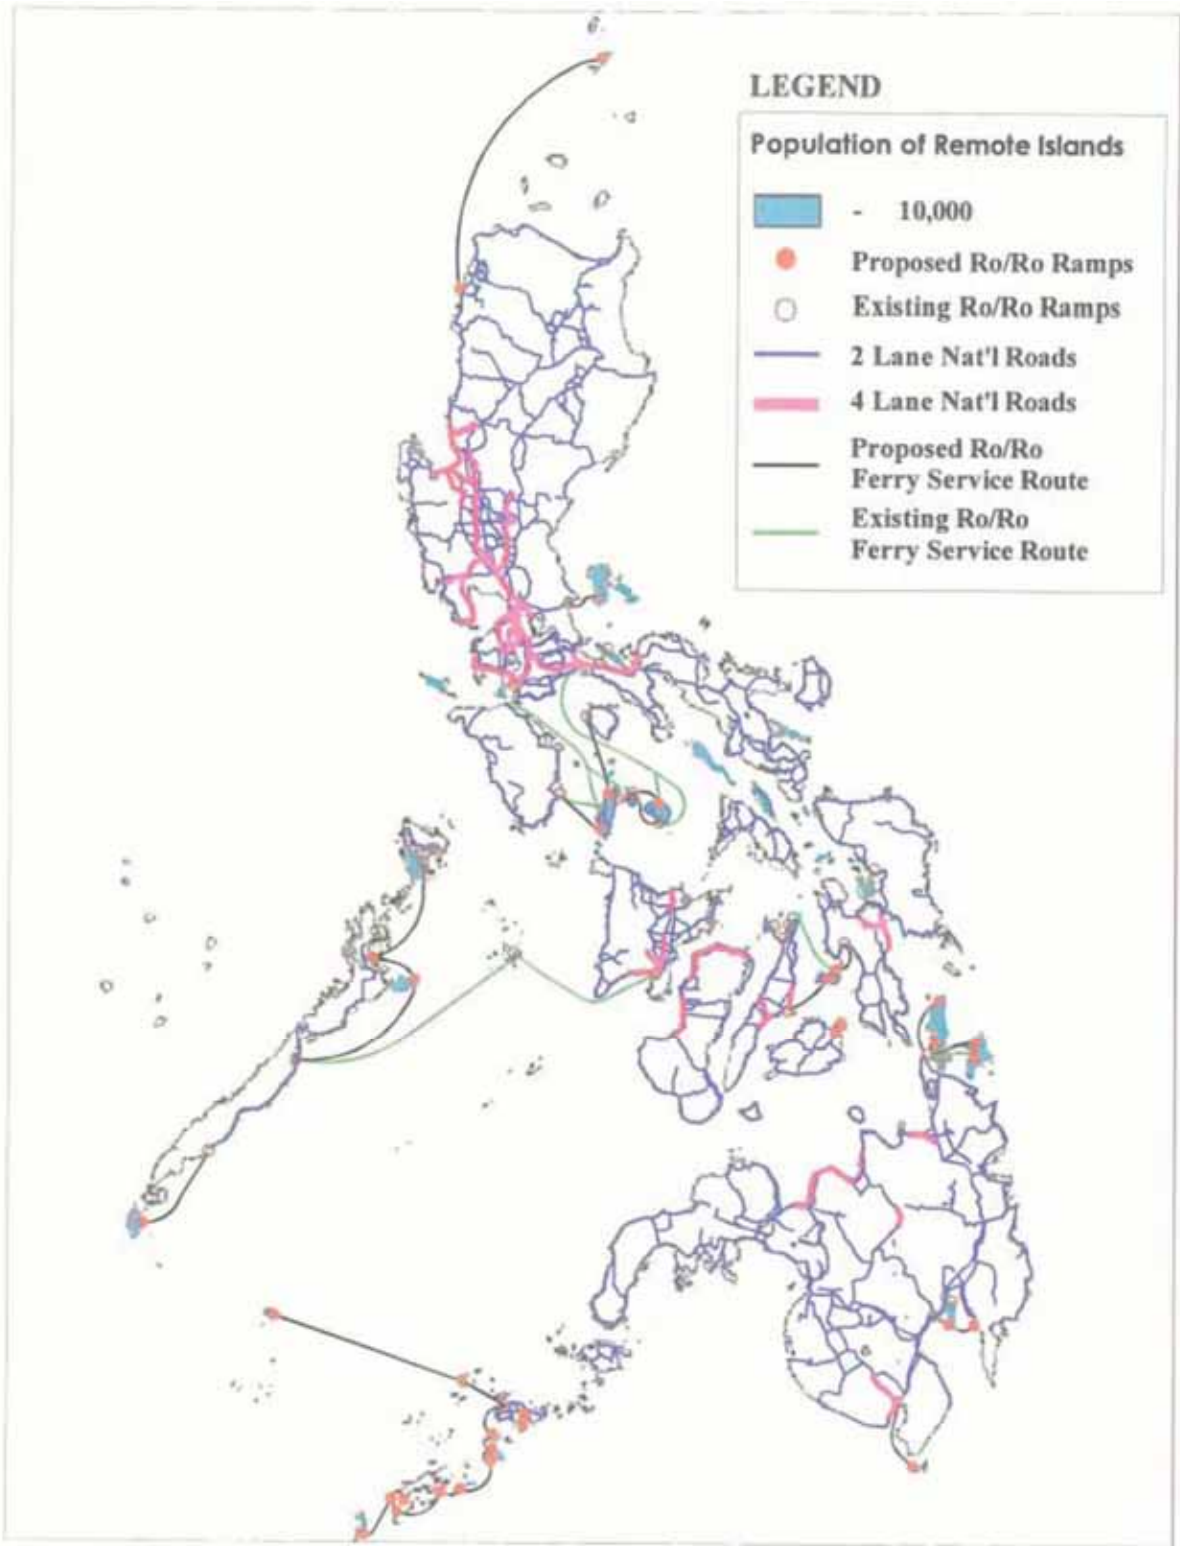 LEGEND
Population of Remote Islands
- 10,000
Proposed Ro/Ro Ramps
Existing Ro/Ro Ramps
2 Lane Nat'l Roads
4 Lane Nat'l Roads
Proposed Ro/Ro
Ferry Service Route
Existing Ro/Ro
Ferry Service Route